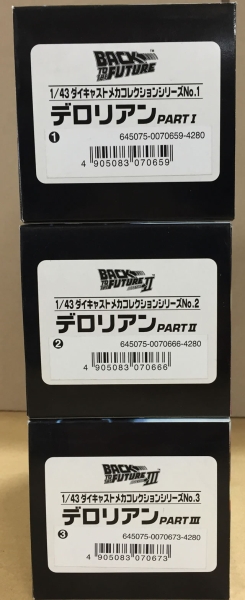 BACK TO THE FUTURE™
1/43 ダイキャストメカコレクションシリーズNo.1
デロリアン PART I
1 645075-0070659-4280
4 905083 070659
BACK TO THE FUTURE II
1/43 ダイキャストメカコレクションシリーズNo.2
デロリアン PART II
2 645075-0070666-4280
4 905083 070666
BACK TO THE FUTURE III
1/43 ダイキャストメカコレクションシリーズNo.3
デロリアン PART III
3 645075-0070673-4280
4 905083 070673